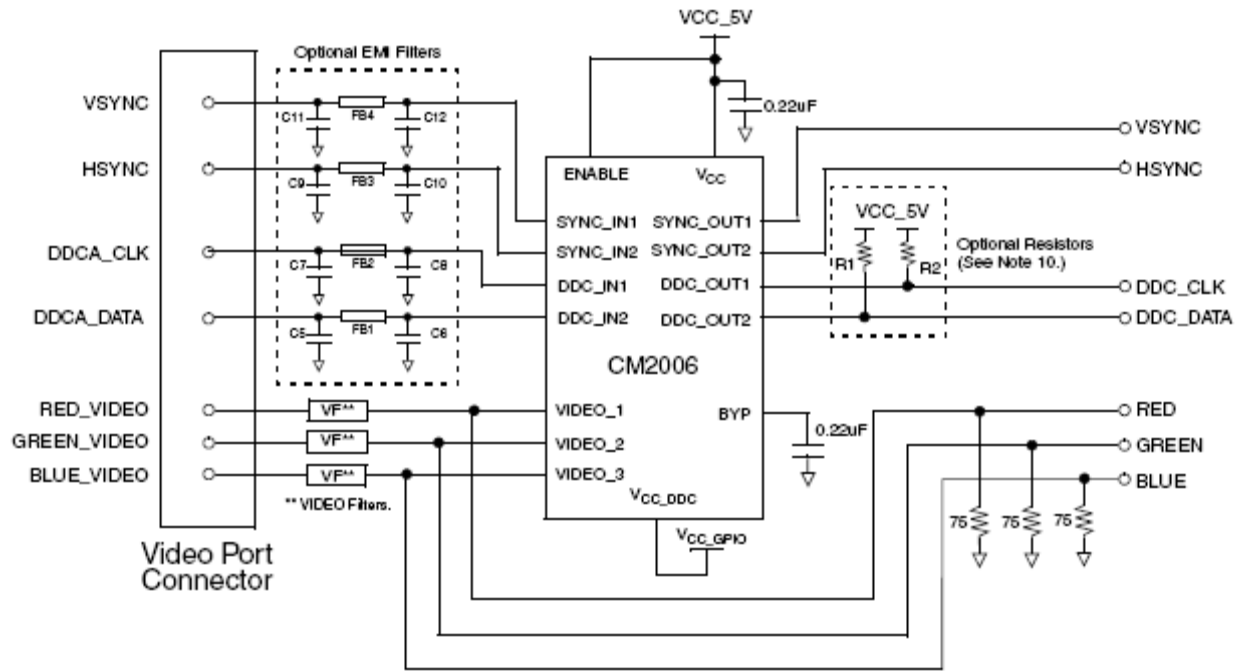 VCC_5V
Optional EMI Filters
VSYNC
C11
FB4
C12
0.22uF
VSYNC
HSYNC
C9
FB3
C10
ENABLE
VCC
HSYNC
SYNC_IN1
SYNC_OUT1
VCC_5V
SYNC_IN2
SYNC_OUT2
R1
R2
Optional Resistors
(See Note 10.)
DDCA_CLK
C7
FB2
C8
DDC_IN1
DDC_OUT1
DDC_CLK
DDCA_DATA
C5
FB1
C6
DDC_IN2
DDC_OUT2
DDC_DATA
CM2006
RED_VIDEO
VF**
VIDEO_1
BYP
RED
GREEN_VIDEO
VF**
VIDEO_2
0.22uF
GREEN
BLUE_VIDEO
VF**
VIDEO_3
BLUE
** VIDEO Filters.
VCC_DDC
75
75
75
VCC_GPIO
Video Port
Connector